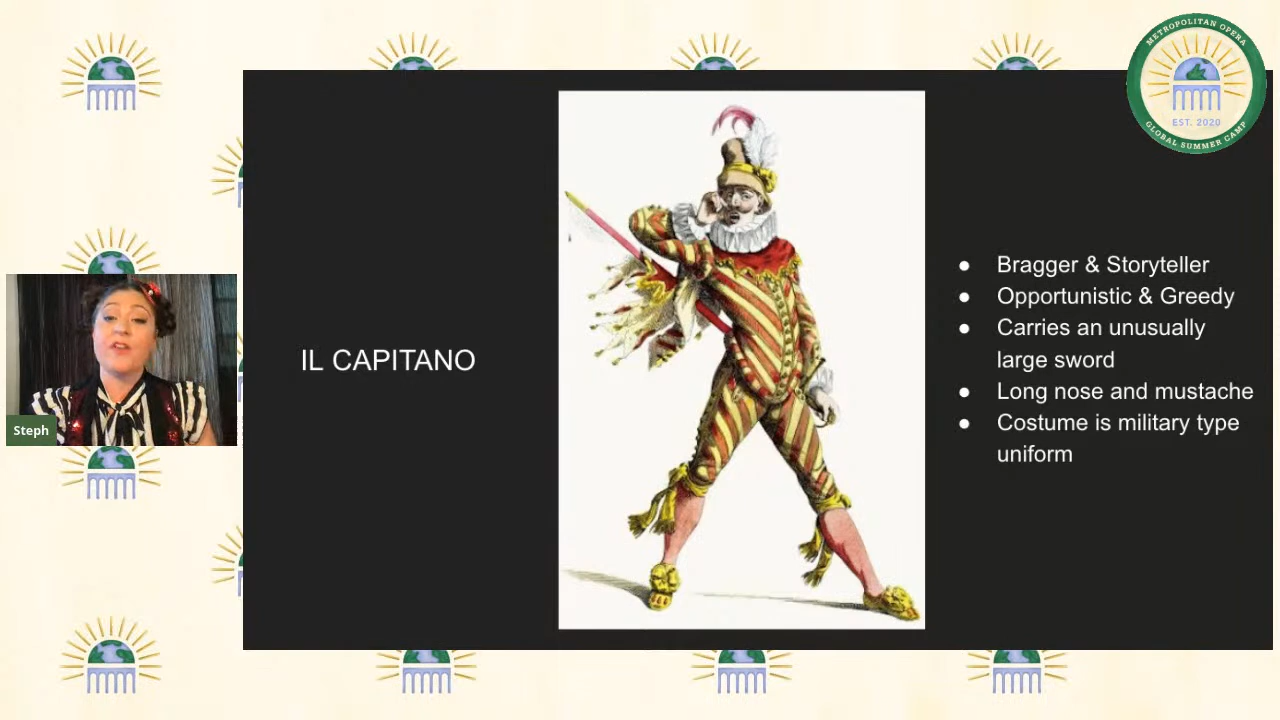 METROPOLITAN OPERA
EST. 2020
GLOBAL SUMMER CAMP
Steph
IL CAPITANO
● Bragger & Storyteller
● Opportunistic & Greedy
● Carries an unusually
large sword
● Long nose and mustache
● Costume is military type
uniform